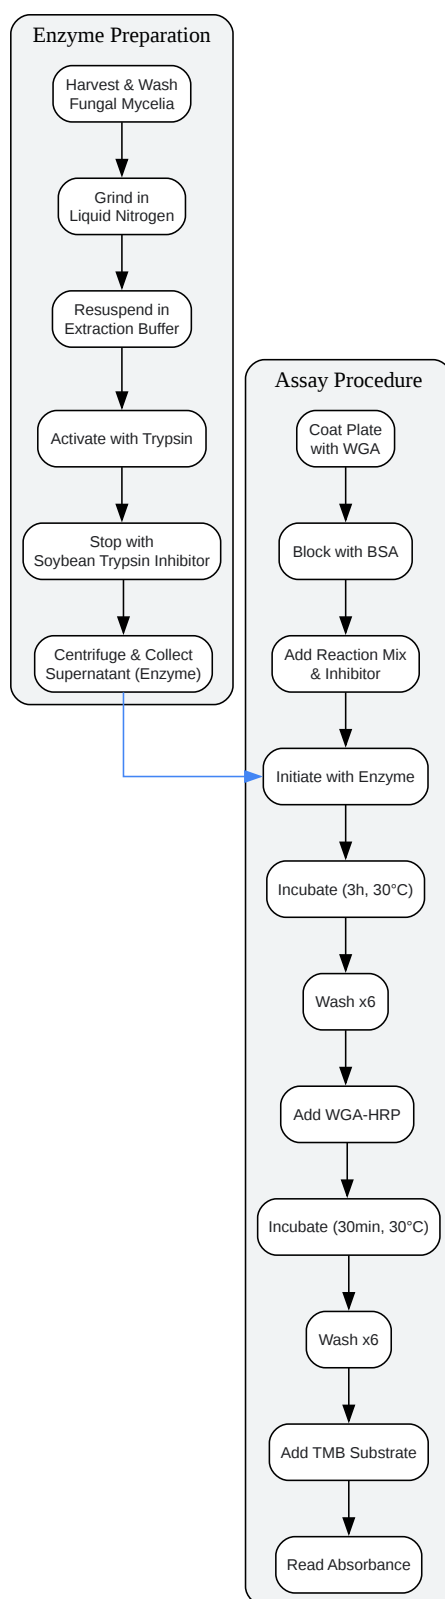 Enzyme Preparation
Harvest & Wash
Fungal Mycelia
Grind in
Liquid Nitrogen
Resuspend in
Extraction Buffer
Activate with Trypsin
Stop with
Soybean Trypsin Inhibitor
Centrifuge & Collect
Supernatant (Enzyme)
Assay Procedure
Coat Plate
with WGA
Block with BSA
Add Reaction Mix
& Inhibitor
Initiate with Enzyme
Incubate (3h, 30°C)
Wash x6
Add WGA-HRP
Incubate (30min, 30°C)
Wash x6
Add TMB Substrate
Read Absorbance